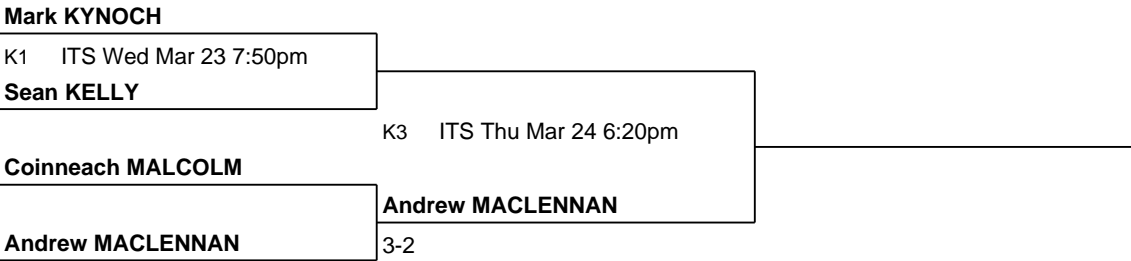 Mark KYNOCH
K1 ITS Wed Mar 23 7:50pm
Sean KELLY
K3 ITS Thu Mar 24 6:20pm
Coinneach MALCOLM
Andrew MACLENNAN
Andrew MACLENNAN
3-2